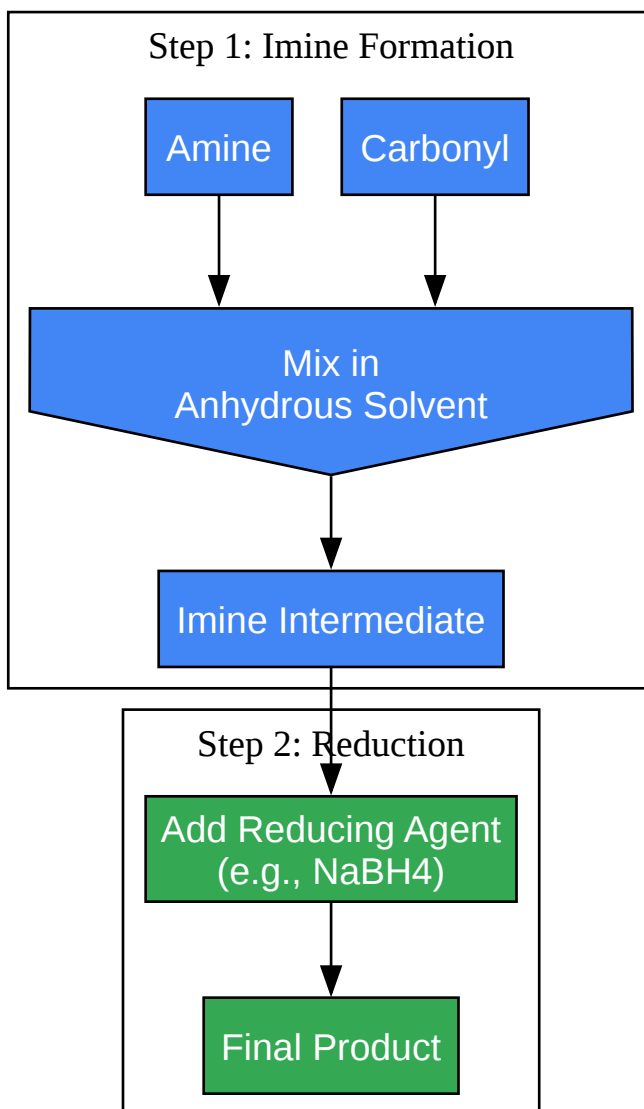 Step 1: Imine Formation
Amine
Carbonyl
Mix in
Anhydrous Solvent
Imine Intermediate
Step 2: Reduction
Add Reducing Agent
(e.g., NaBH4)
Final Product